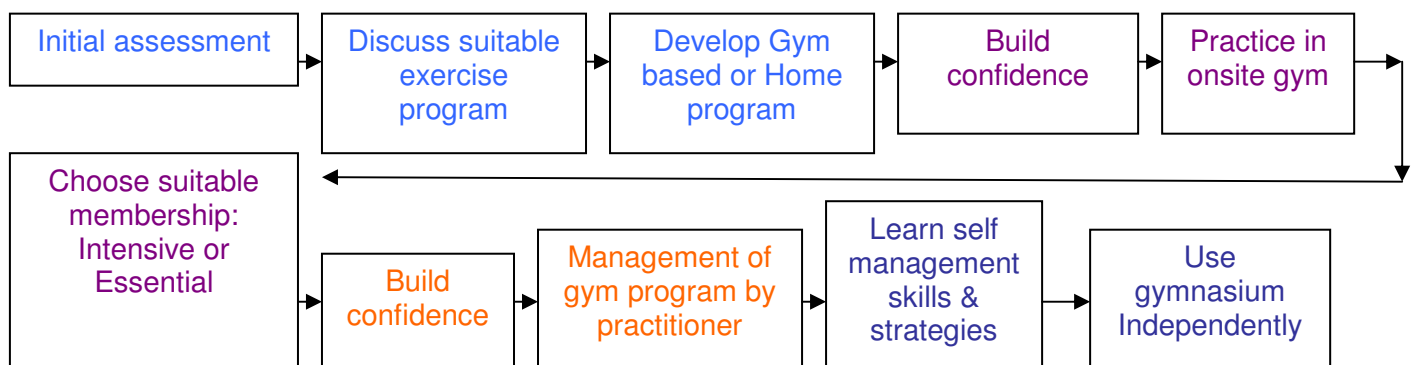 Initial assessment
Discuss suitable
exercise
program
Develop Gym
based or Home
program
Build
confidence
Practice in
onsite gym
Choose suitable
membership:
Intensive or
Essential
Build
confidence
Management of
gym program by
practitioner
Learn self
management
skills &
strategies
Use
gymnasium
Independently